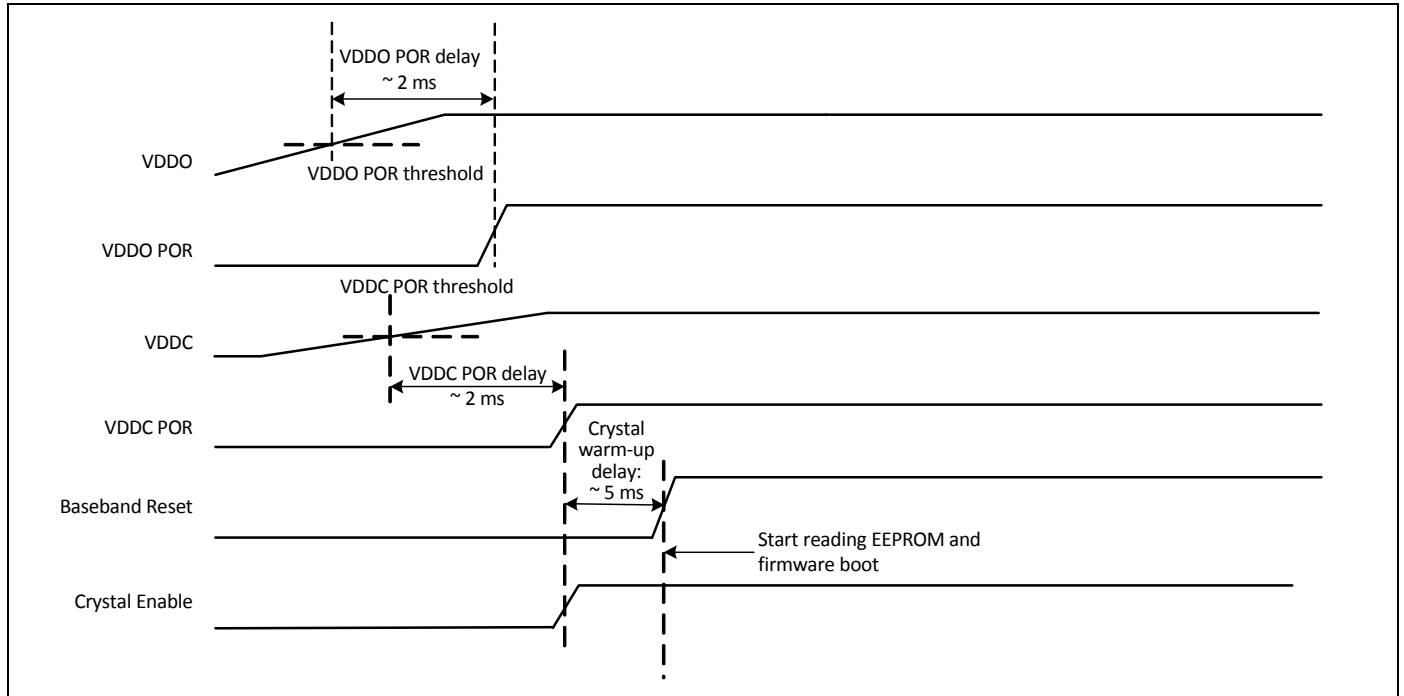 VDDO POR delay
~ 2 ms
VDDO
VDDO POR threshold
VDDO POR
VDDC POR threshold
VDDC
VDDC POR delay
~ 2 ms
VDDC POR
Crystal
warm-up
delay:
~ 5 ms
Baseband Reset
Start reading EEPROM and
firmware boot
Crystal Enable